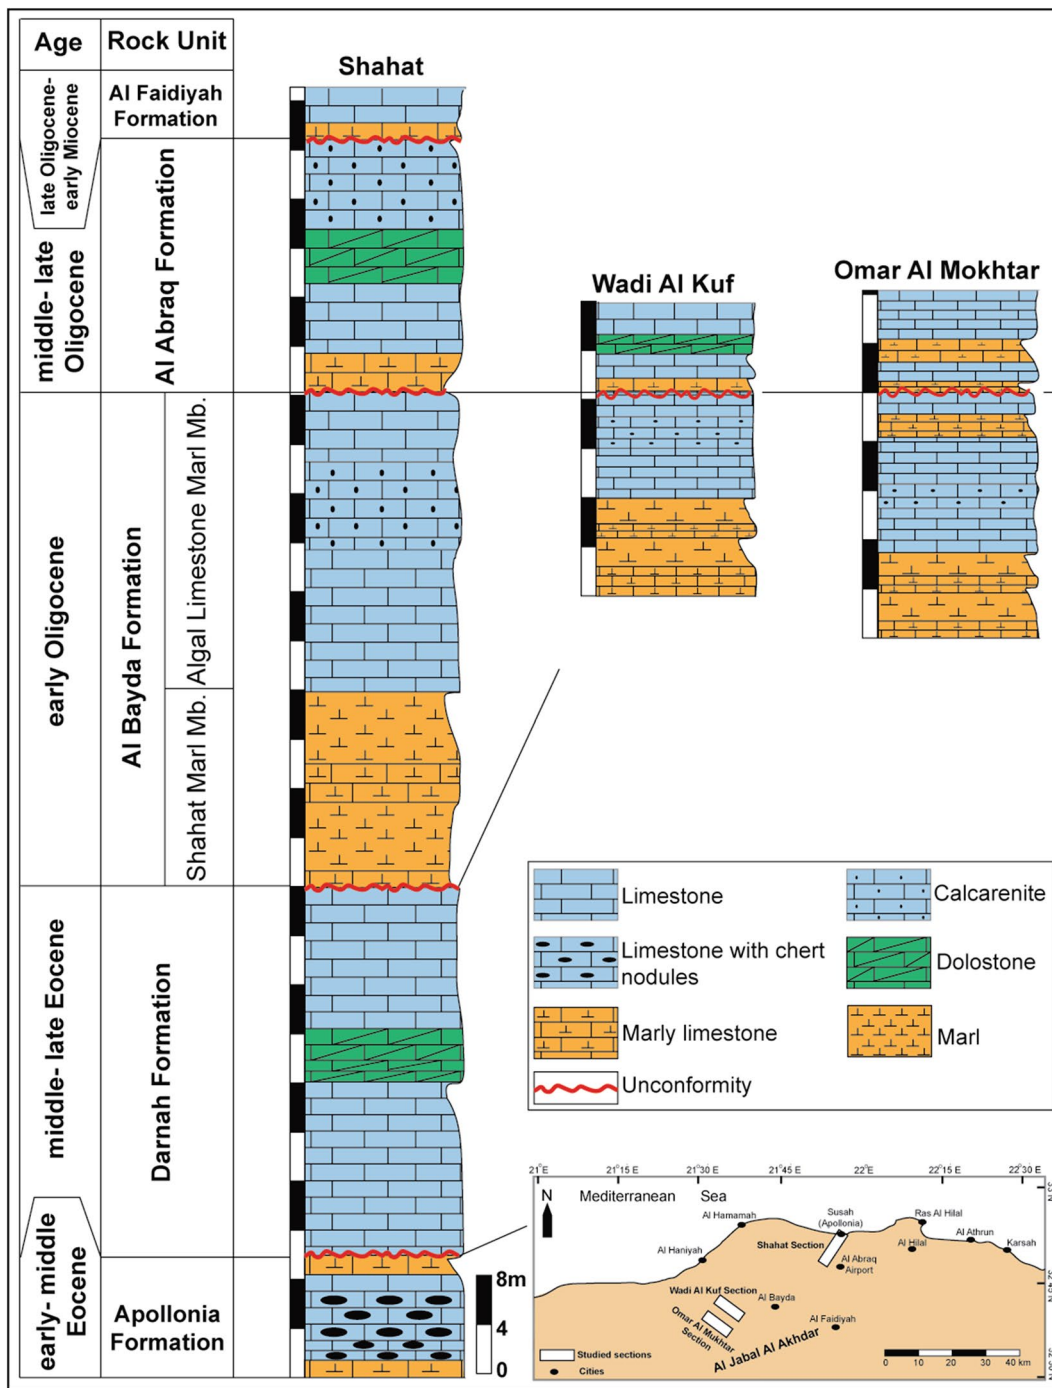 Age
Rock Unit
Shahat
Al Faidiyah
Formation
late Oligocene-
early Miocene
middle- late
Oligocene
Al Abraq Formation
Wadi Al Kuf
Omar Al Mokhtar
early Oligocene
Al Bayda Formation
Algal Limestone Marl Mb.
Shahat Marl Mb.
middle- late Eocene
Darnah Formation
early- middle
Eocene
Apollonia
Formation
8m
4
0
Limestone
Calcarenite
Limestone with chert
nodules
Dolostone
Marly limestone
Marl
Unconformity
21°E
21°15 E
21°30 E
21°45 E
22°E
22°15 E
22°30 E
N
Mediterranean Sea
Al Hamamah
Susah
(Apollonia)
Ras Al Hilal
Al Athrun
Karsah
Shahat Section
Al Hilal
Al Haniyah
Al Abraq
Airport
Wadi Al Kuf Section
Al Bayda
Omar Al Mukhtar
Section
Al Faidiyah
Al Jabal Al Akhdar
Studied sections
Cities
0 10 20 30 40 km